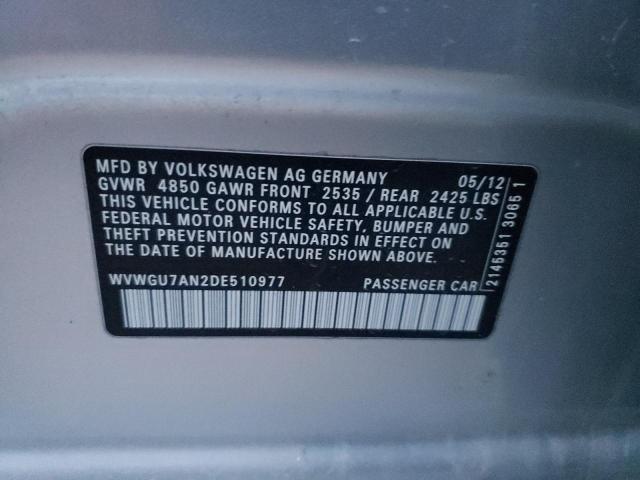 MFD BY VOLKSWAGEN AG GERMANY 05/12
GVWR 4850 GAWR FRONT 2535 / REAR 2425 LBS
THIS VEHICLE CONFORMS TO ALL APPLICABLE U.S.
FEDERAL MOTOR VEHICLE SAFETY, BUMPER AND
THEFT PREVENTION STANDARDS IN EFFECT ON
THE DATE OF MANUFACTURE SHOWN ABOVE.
WVWGU7AN2DE510977 PASSENGER CAR
2145351 3065 1